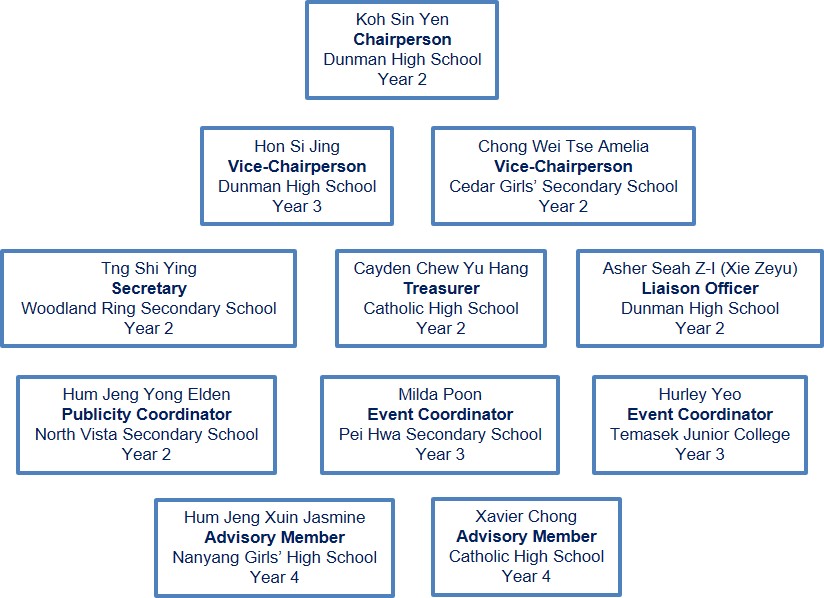 Koh Sin Yen
Chairperson
Dunman High School
Year 2
Hon Si Jing
Vice-Chairperson
Dunman High School
Year 3
Chong Wei Tse Amelia
Vice-Chairperson
Cedar Girls’ Secondary School
Year 2
Tng Shi Ying
Secretary
Woodland Ring Secondary School
Year 2
Cayden Chew Yu Hang
Treasurer
Catholic High School
Year 2
Asher Seah Z-I (Xie Zeyu)
Liaison Officer
Dunman High School
Year 2
Hum Jeng Yong Elden
Publicity Coordinator
North Vista Secondary School
Year 2
Milda Poon
Event Coordinator
Pei Hwa Secondary School
Year 3
Hurley Yeo
Event Coordinator
Temasek Junior College
Year 3
Hum Jeng Xuin Jasmine
Advisory Member
Nanyang Girls’ High School
Year 4
Xavier Chong
Advisory Member
Catholic High School
Year 4